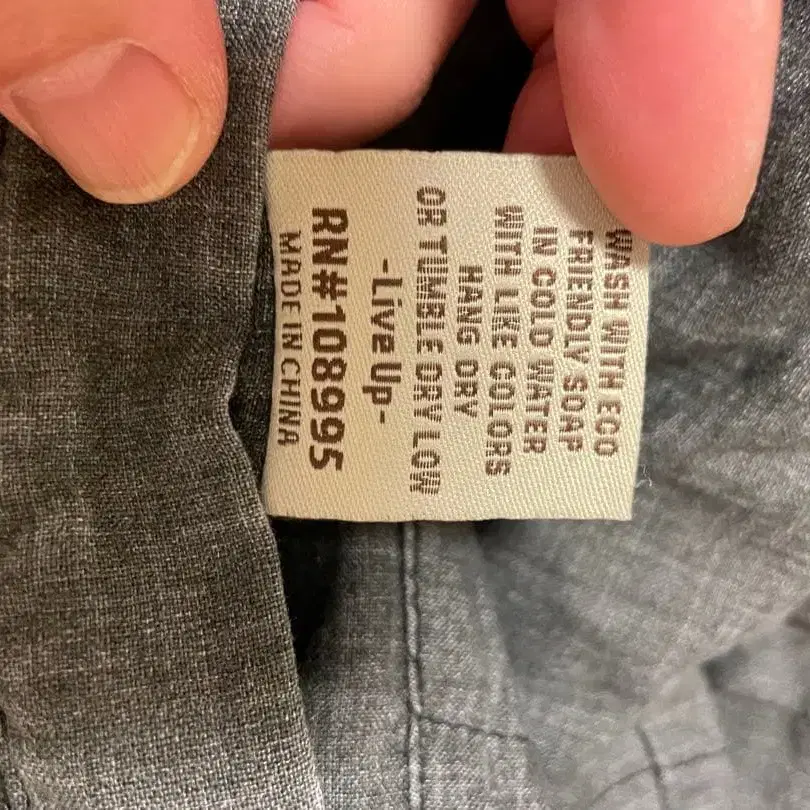 WASH WITH ECO
FRIENDLY SOAP
IN COLD WATER
WITH LIKE COLORS
HANG DRY
OR TUMBLE DRY LOW
-Live Up-
RN#108995
MADE IN CHINA